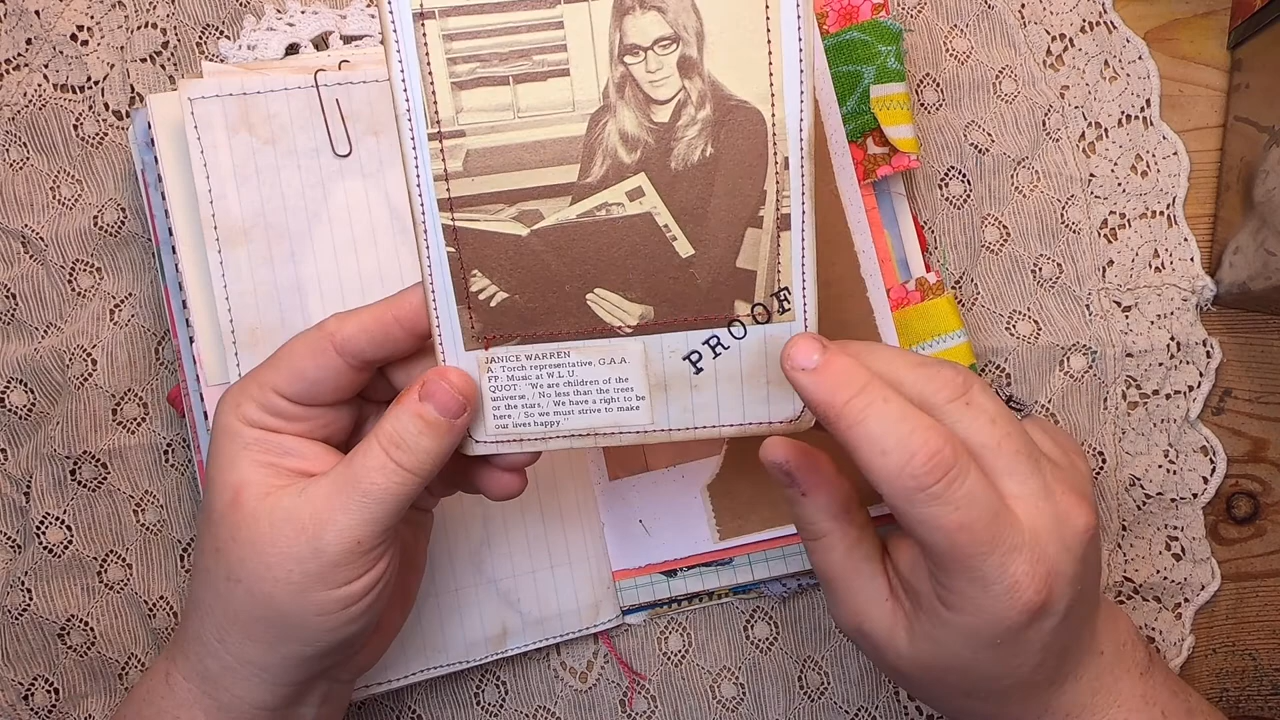 PROOF
JANICE WARREN
A: Torch representative, G.A.A.
FP: Music at W.L.U.
QUOT: "We are children of the
universe, / No less than the trees
or the stars, / We have a right to be
here, / So we must strive to make
our lives happy."